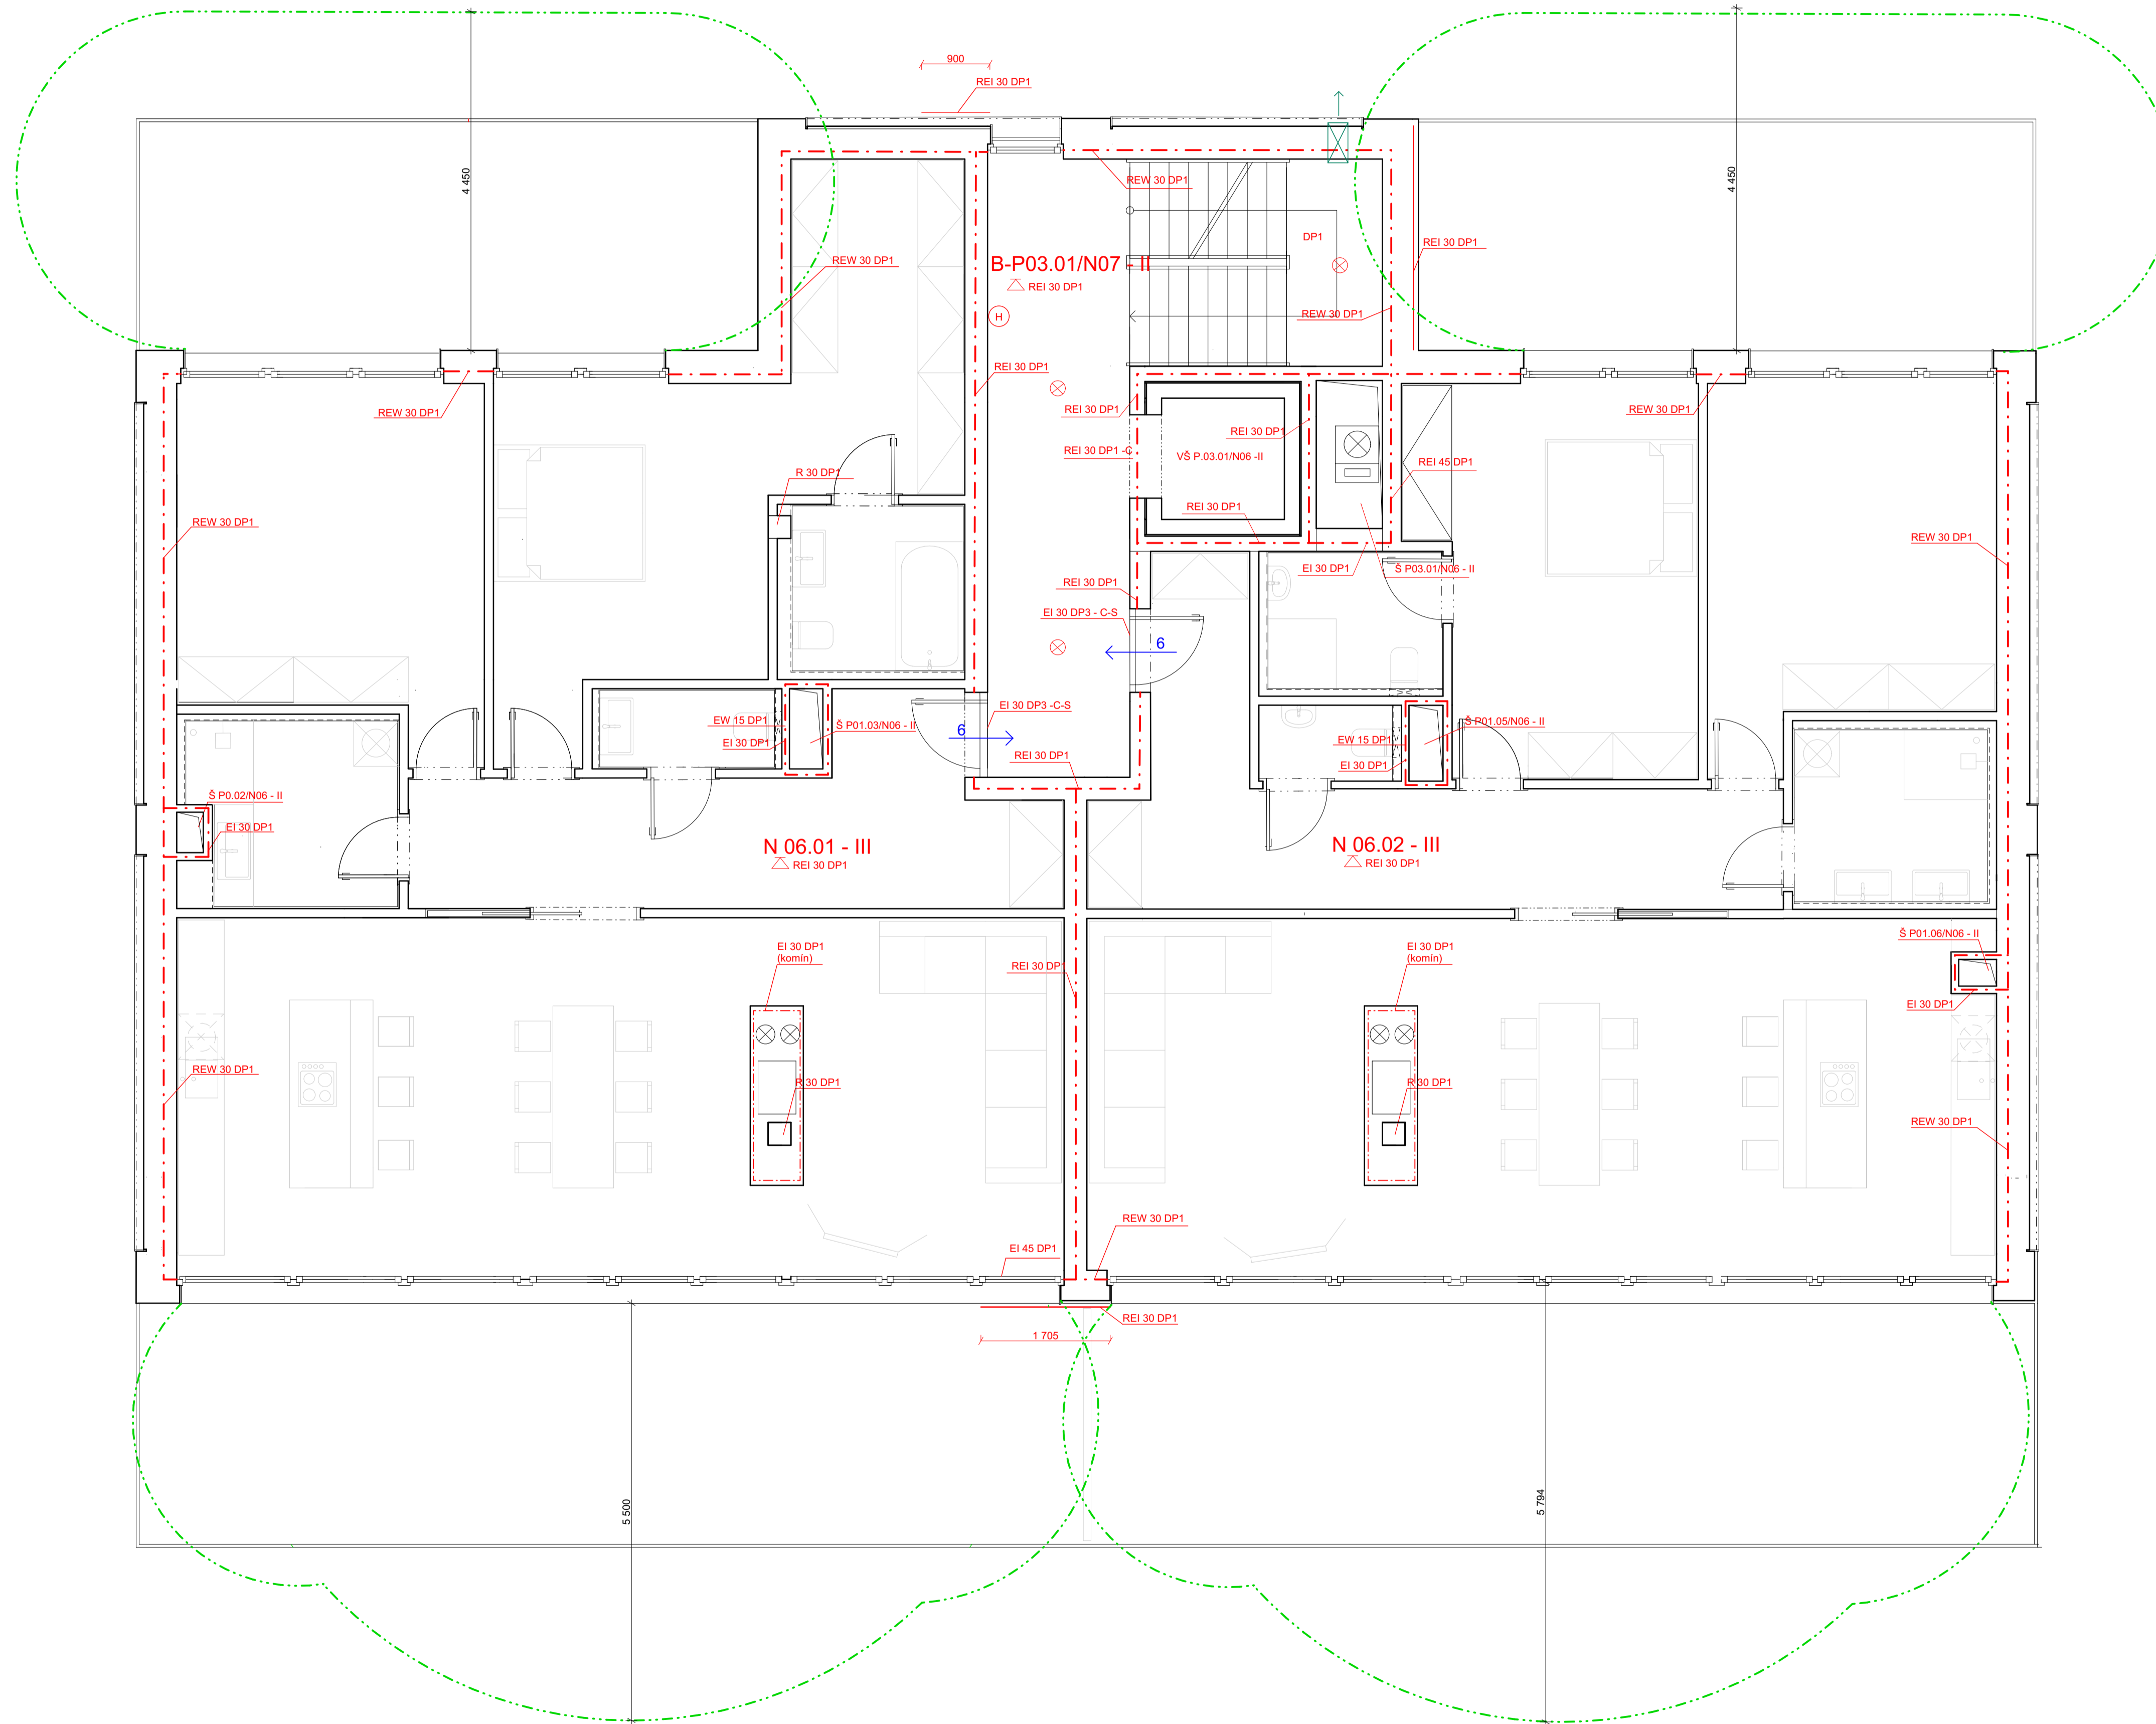 900
REI 30 DP1
4 450
4 450
REW 30 DP1
DP1
REI 30 DP1
B-P03.01/N07 - II
REI 30 DP1
REW 30 DP1
H
REW 30 DP1
REI 30 DP1
REW 30 DP1
REI 30 DP1
REW 30 DP1
REI 30 DP1
REI 30 DP1 -C
VŠ P.03.01/N06 -II
REI 45 DP1
R 30 DP1
REI 30 DP1
REW 30 DP1
REW 30 DP1
EI 30 DP1
Š P03.01/N06 - II
REI 30 DP1
EI 30 DP3 - C-S
6
EI 30 DP3 -C-S
EW 15 DP1
Š P01.03/N06 - II
6
EI 30 DP1
Š P01.05/N06 - II
EW 15 DP1
REI 30 DP1
EI 30 DP1
Š P0.02/N06 - II
EI 30 DP1
N 06.01 - III
REI 30 DP1
N 06.02 - III
REI 30 DP1
Š P01.06/N06 - II
EI 30 DP1
(komín)
EI 30 DP1
(komín)
REI 30 DP1
EI 30 DP1
REW 30 DP1
R 30 DP1
R 30 DP1
REW 30 DP1
REW 30 DP1
EI 45 DP1
REI 30 DP1
1 705
5 500
5 794